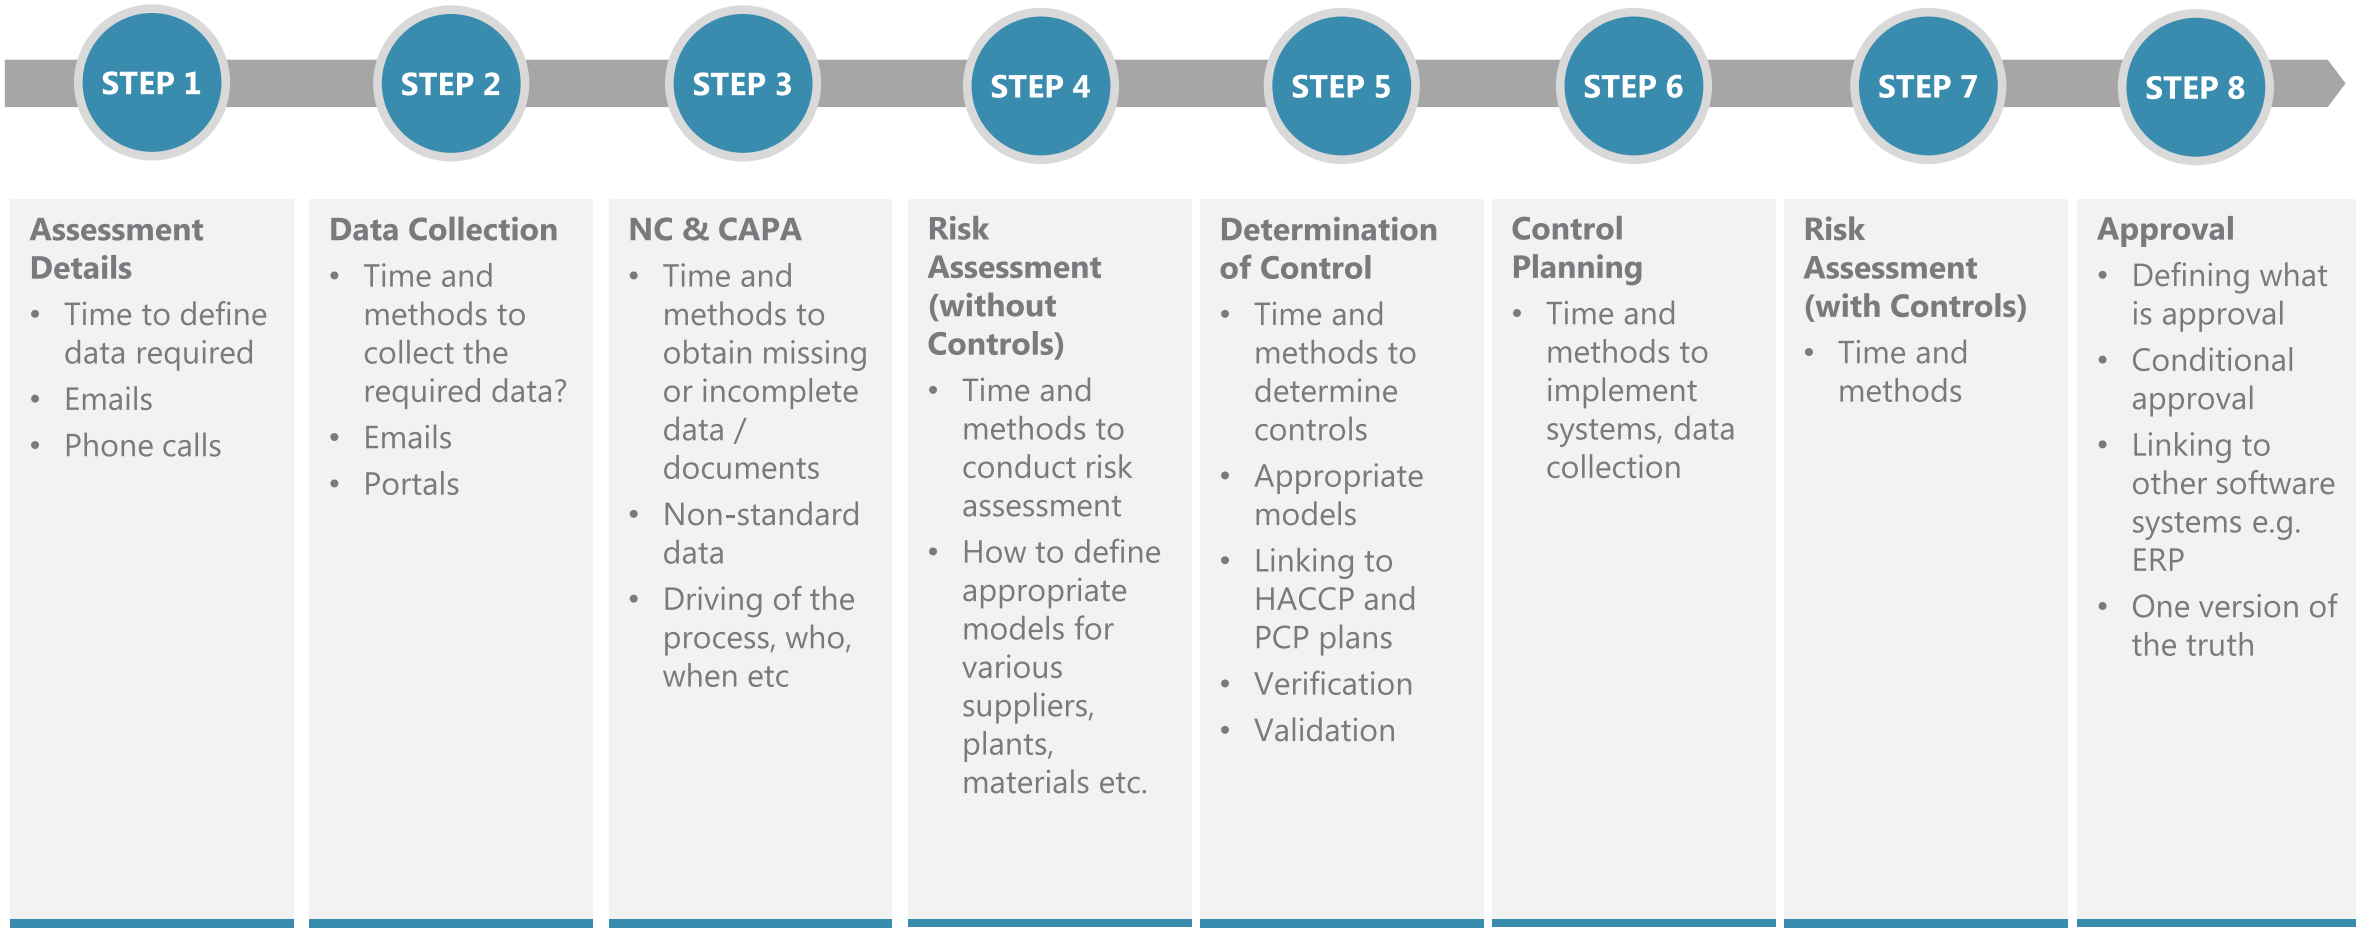 STEP 1
STEP 2
STEP 3
STEP 4
STEP 5
STEP 6
STEP 7
STEP 8
Assessment
Details
• Time to define
data required
• Emails
• Phone calls
Data Collection
• Time and
methods to
collect the
required data?
• Emails
• Portals
NC & CAPA
• Time and
methods to
obtain missing
or incomplete
data /
documents
• Non-standard
data
• Driving of the
process, who,
when etc
Risk
Assessment
(without
Controls)
• Time and
methods to
conduct risk
assessment
• How to define
appropriate
models for
various
suppliers,
plants,
materials etc.
Determination
of Control
• Time and
methods to
determine
controls
• Appropriate
models
• Linking to
HACCP and
PCP plans
• Verification
• Validation
Control
Planning
• Time and
methods to
implement
systems, data
collection
Risk
Assessment
(with Controls)
• Time and
methods
Approval
• Defining what
is approval
• Conditional
approval
• Linking to
other software
systems e.g.
ERP
• One version of
the truth